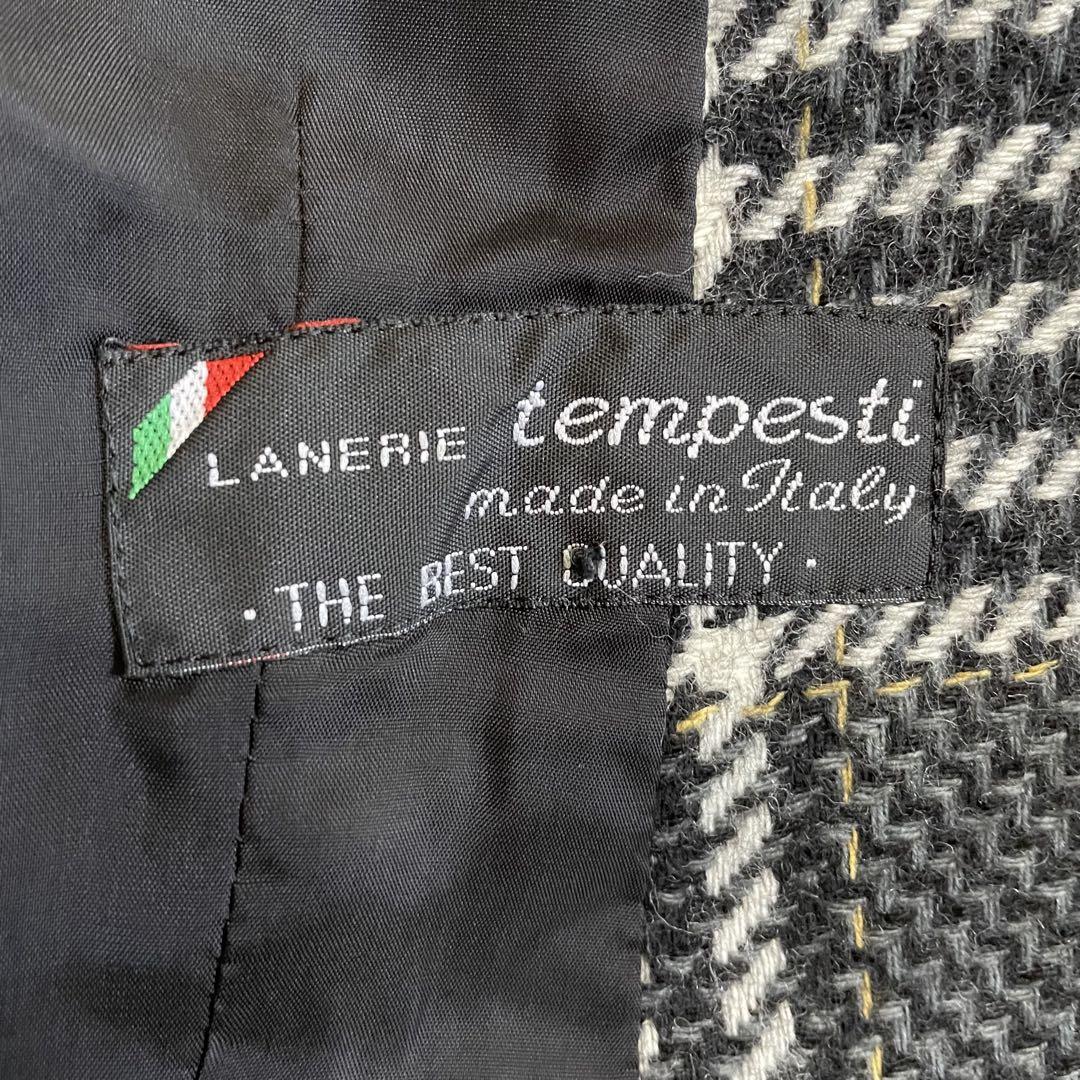 LANERIE tempesti
made in Italy
· THE BEST QUALITY ·